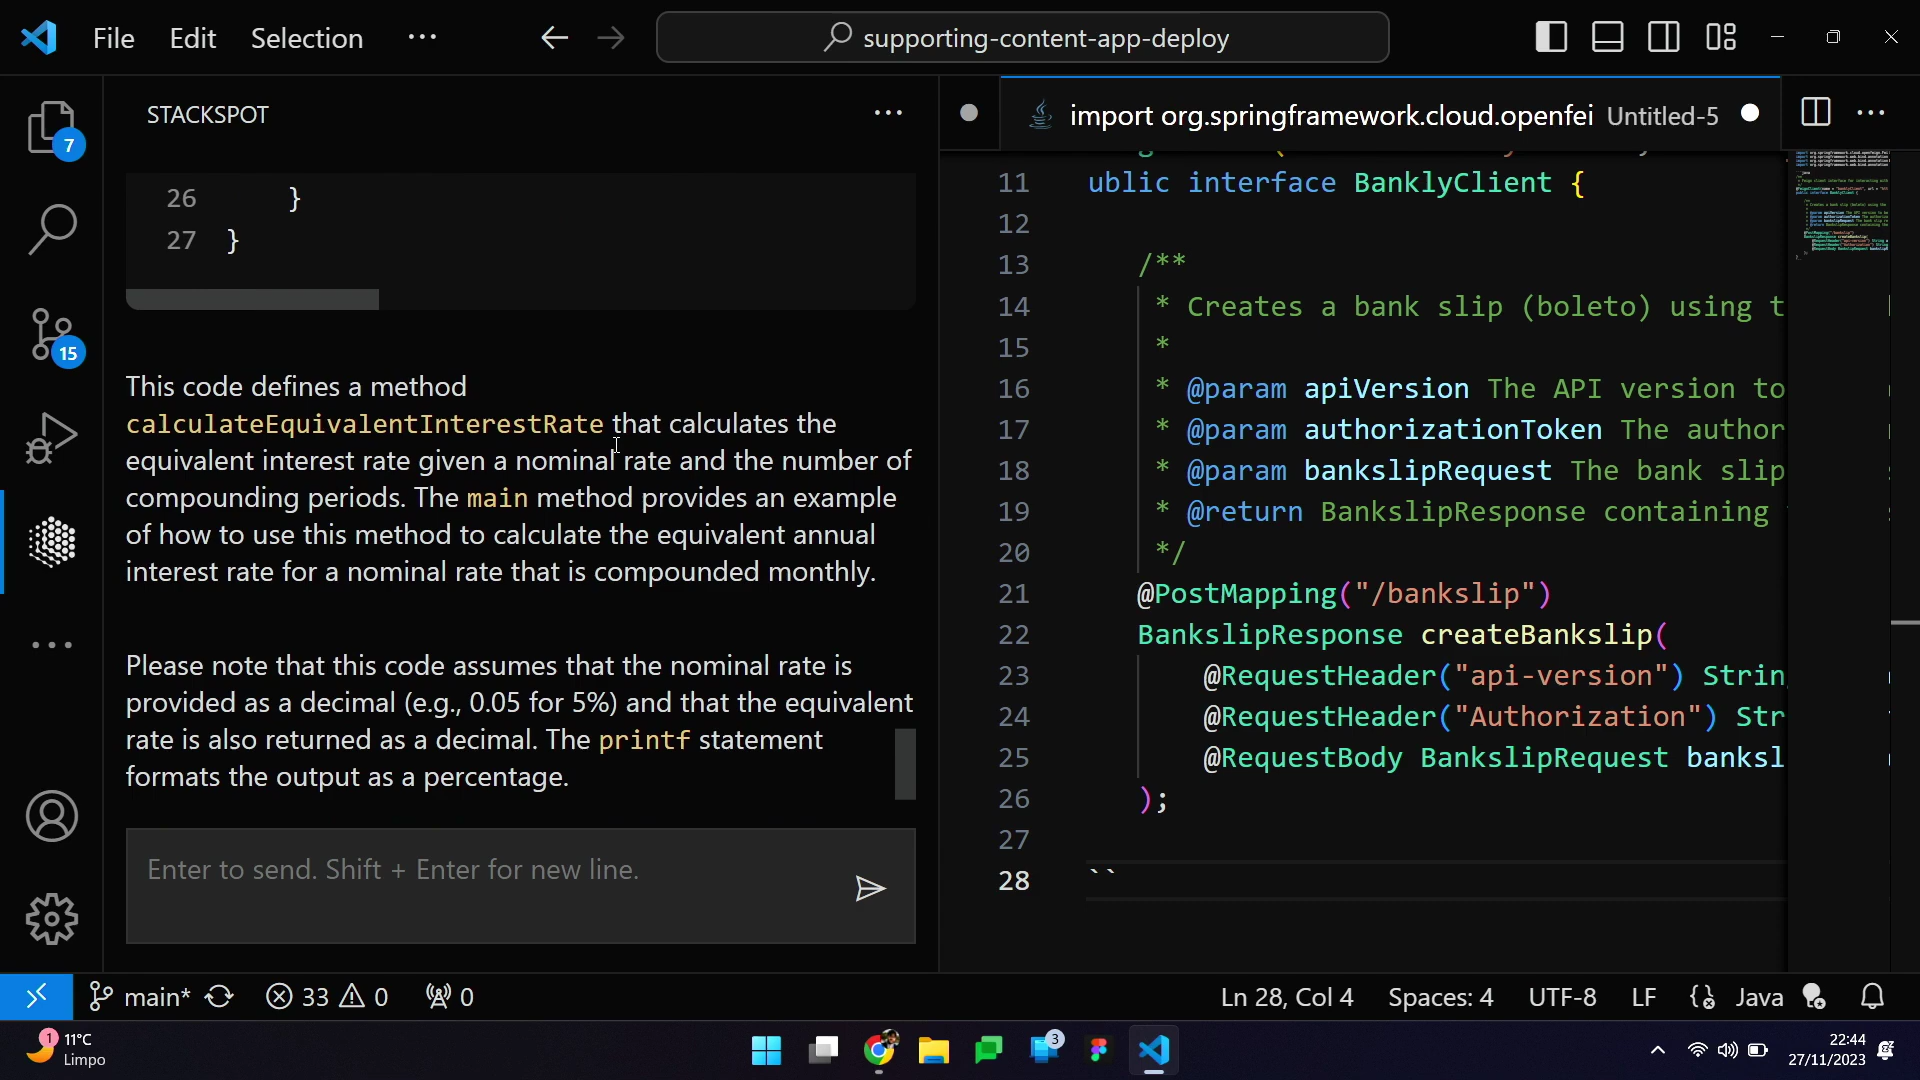 File Edit Selection ···
supporting-content-app-deploy
STACKSPOT ···
7
15
26 }
27 }
This code defines a method
calculateEquivalentInterestRate that calculates the
equivalent interest rate given a nominal rate and the number of
compounding periods. The main method provides an example
of how to use this method to calculate the equivalent annual
interest rate for a nominal rate that is compounded monthly.
Please note that this code assumes that the nominal rate is
provided as a decimal (e.g., 0.05 for 5%) and that the equivalent
rate is also returned as a decimal. The printf statement
formats the output as a percentage.
Enter to send. Shift + Enter for new line.
import org.springframework.cloud.openfei Untitled-5
11 ublic interface BanklyClient {
12
13 /**
14 * Creates a bank slip (boleto) using t
15 *
16 * @param apiVersion The API version to
17 * @param authorizationToken The author
18 * @param bankslipRequest The bank slip
19 * @return BankslipResponse containing
20 */
21 @PostMapping("/bankslip")
22 BankslipResponse createBankslip(
23 @RequestHeader("api-version") Strin
24 @RequestHeader("Authorization") Str
25 @RequestBody BankslipRequest banksl
26 );
27
28 ``
main* 33 0 0
Ln 28, Col 4 Spaces: 4 UTF-8 LF Java
1 11°C
Limpo
3
22:44
27/11/2023